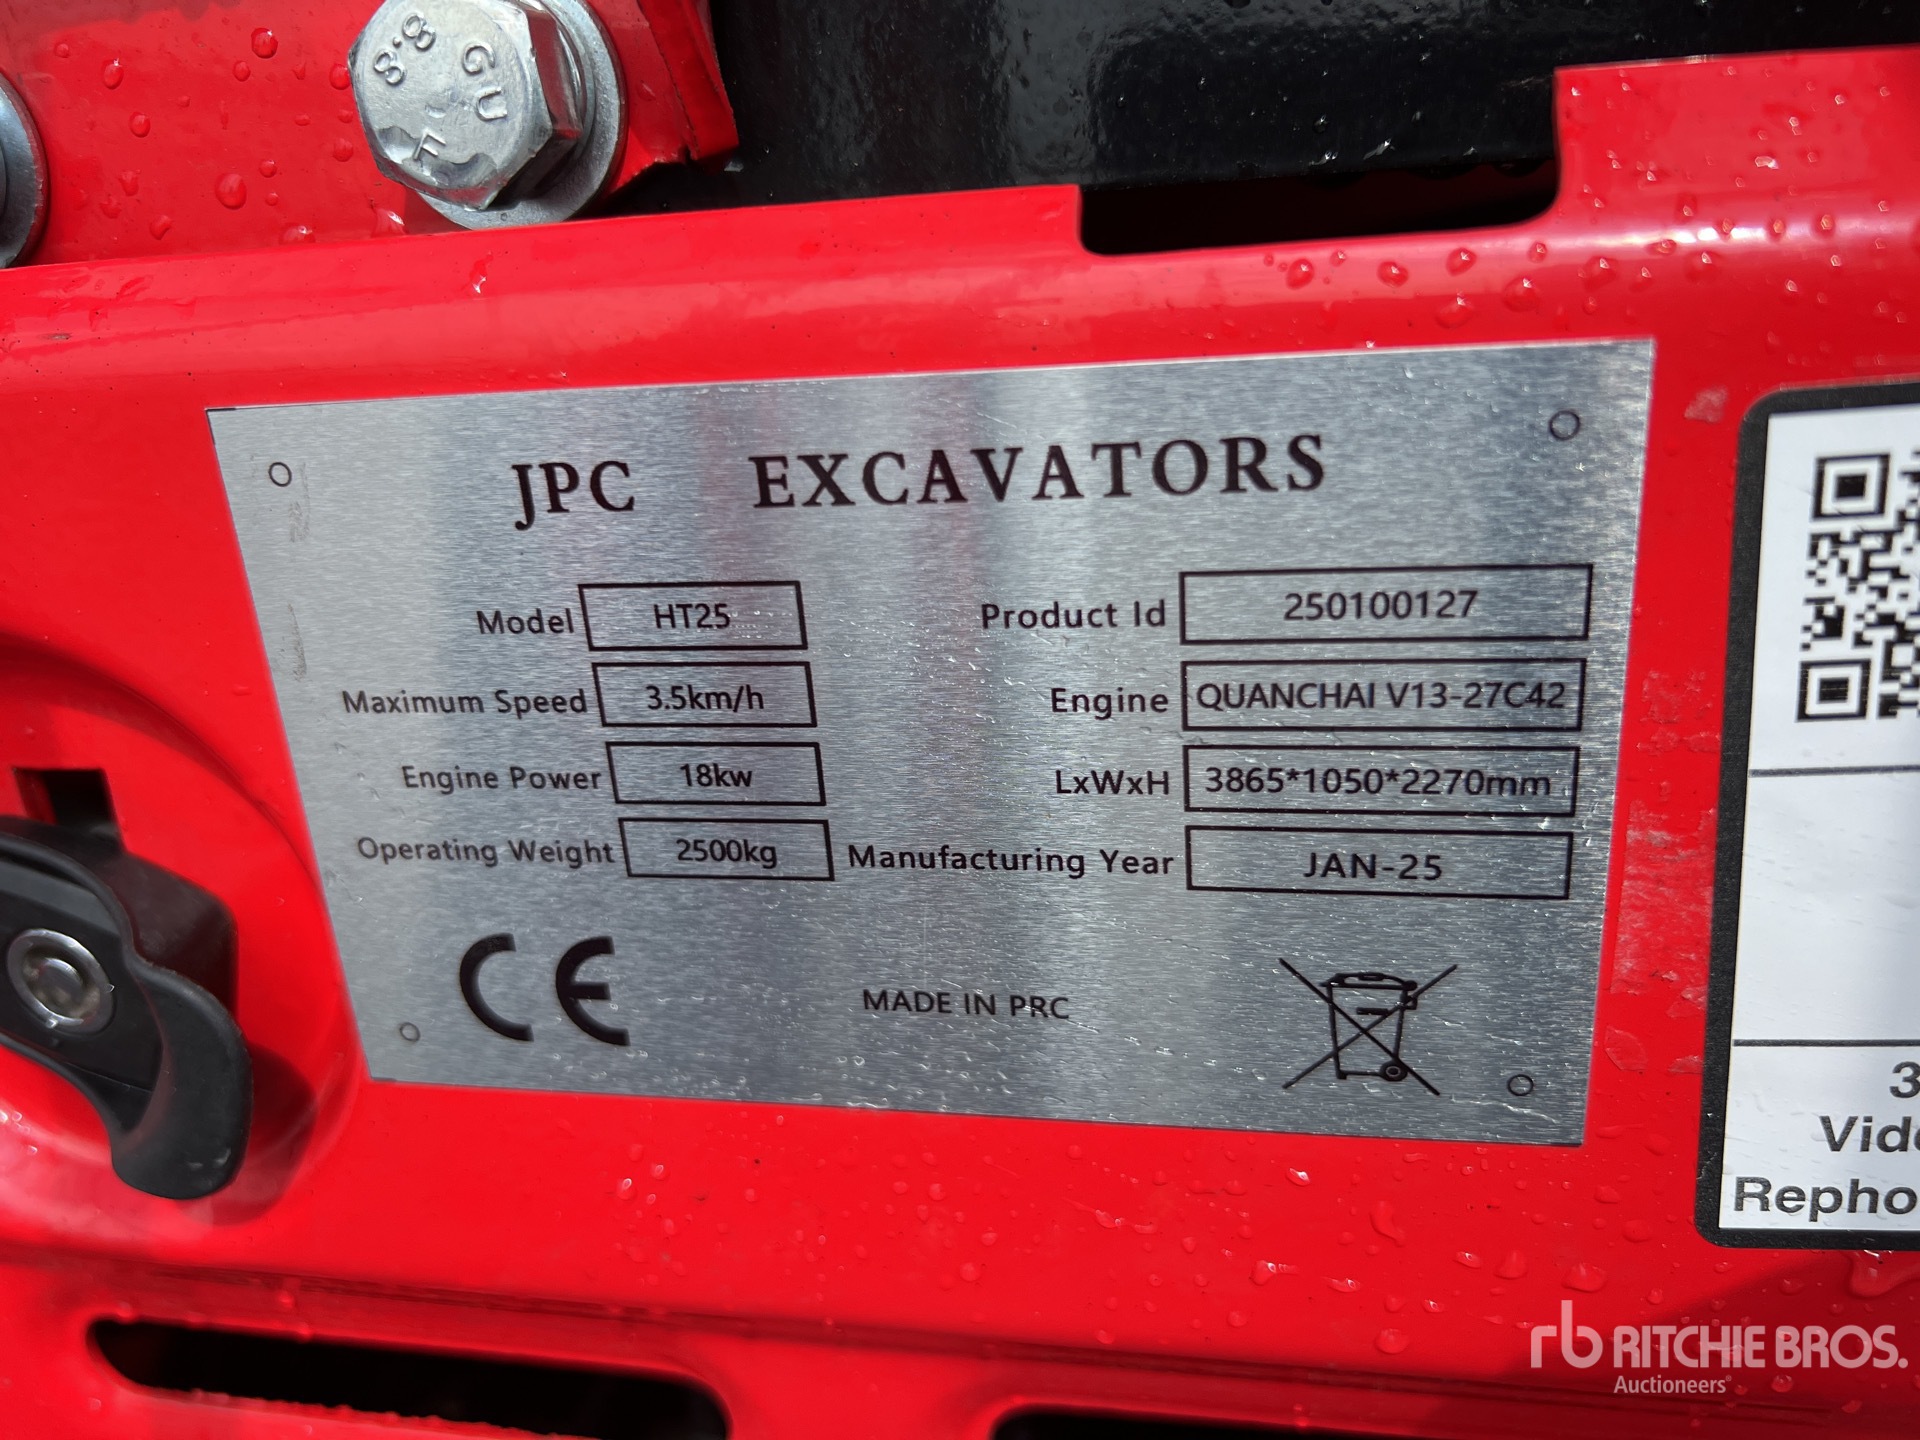 8.8
GU
F
JPC EXCAVATORS
Model HT25 Product Id 250100127
Maximum Speed 3.5km/h Engine QUANCHAI V13-27C42
Engine Power 18kw LxWxH 3865*1050*2270mm
Operating Weight 2500kg Manufacturing Year JAN-25
CE MADE IN PRC
3
Vide
Repho
rb RITCHIE BROS.
Auctioneers